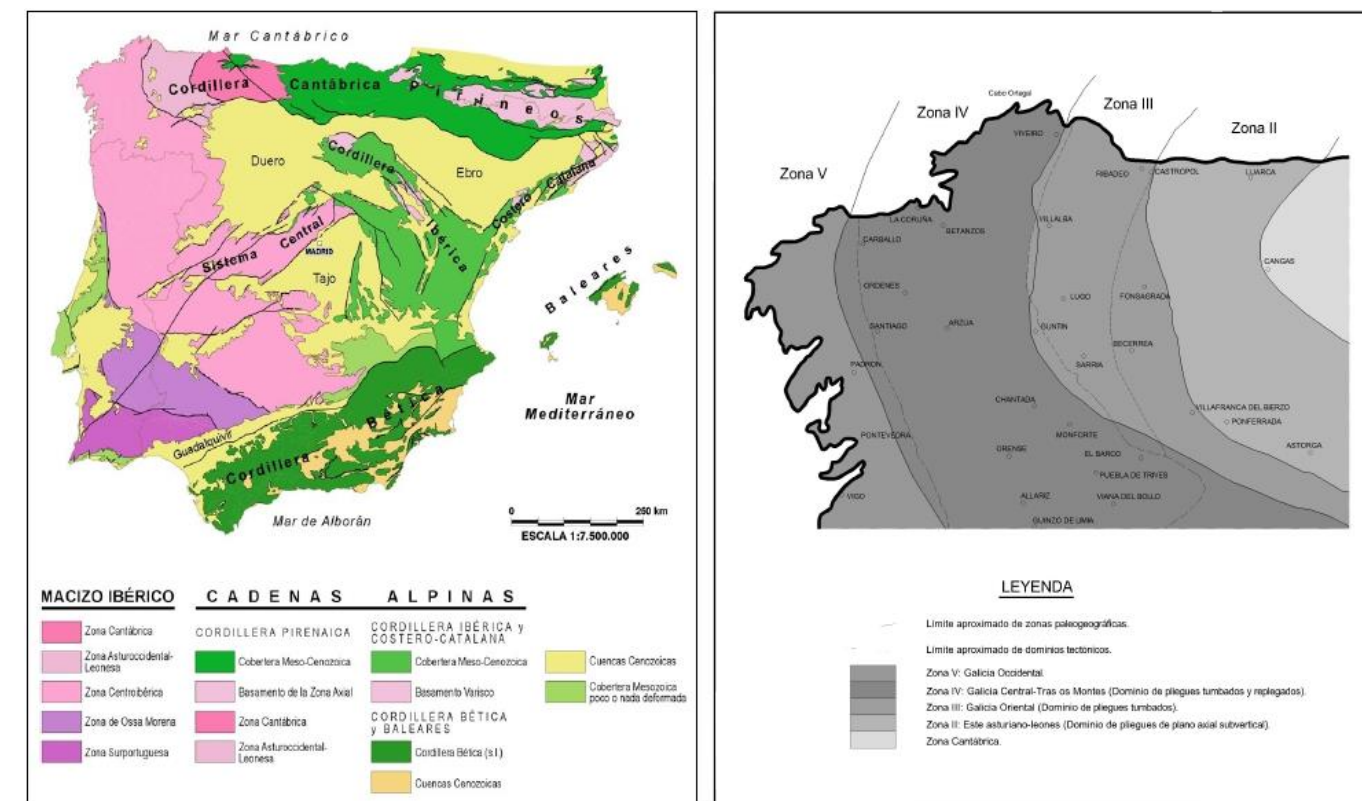 Mar Cantábrico
Cordillera
Cantábrica
Pirineos
Duero
Cordillera
Ibérica
Ebro
Costero
Catalana
Sistema
Central
MADRID
Tajo
Baleares
Mar
Mediterráneo
Guadalquivir
Cordillera
Bética
Mar de Alborán
0
250 km
ESCALA 1:7.500.000
MACIZO IBÉRICO
CADENAS
ALPINAS
Zona Cantábrica
Zona Asturoccidental-
Leonesa
Zona Centroibérica
Zona de Ossa Morena
Zona Surportuguesa
CORDILLERA PIRENAICA
Cobertera Meso-Cenozoica
Basamento de la Zona Axial
Zona Cantábrica
Zona Asturoccidental-
Leonesa
CORDILLERA IBÉRICA y
COSTERO-CATALANA
Cobertera Meso-Cenozoica
Basamento Varisco
CORDILLERA BÉTICA
y BALEARES
Cordillera Bética (s.l.)
Cuencas Cenozoicas
Cuencas Cenozoicas
Cobertera Mesozoica
poco o nada deformada
Zona V
Zona IV
Zona III
Zona II
Cabo Ortegal
VIVEIRO
RIBADEO
CASTROPOL
LUARCA
LA CORUÑA
BETANZOS
VILLALBA
CARBALLO
CANGAS
ORDENES
LUGO
FONSAGRADA
SANTIAGO
ARZUA
GUNTIN
BECERREA
SARRIA
PADRON
CHANTADA
VILLAFRANCA DEL BIERZO
PONFERRADA
PONTEVEDRA
MONFORTE
ORENSE
EL BARCO
ASTORGA
PUEBLA DE TRIVES
VIGO
ALLARIZ
VIANA DEL BOLLO
GUINZO DE LIMIA
LEYENDA
Límite aproximado de zonas paleogeográficas.
Límite aproximado de dominios tectónicos.
Zona V: Galicia Occidental.
Zona IV: Galicia Central-Tras os Montes (Dominio de pliegues tumbados y replegados).
Zona III: Galicia Oriental (Dominio de pliegues tumbados).
Zona II: Este asturiano-leones (Dominio de pliegues de plano axial subvertical).
Zona Cantábrica.